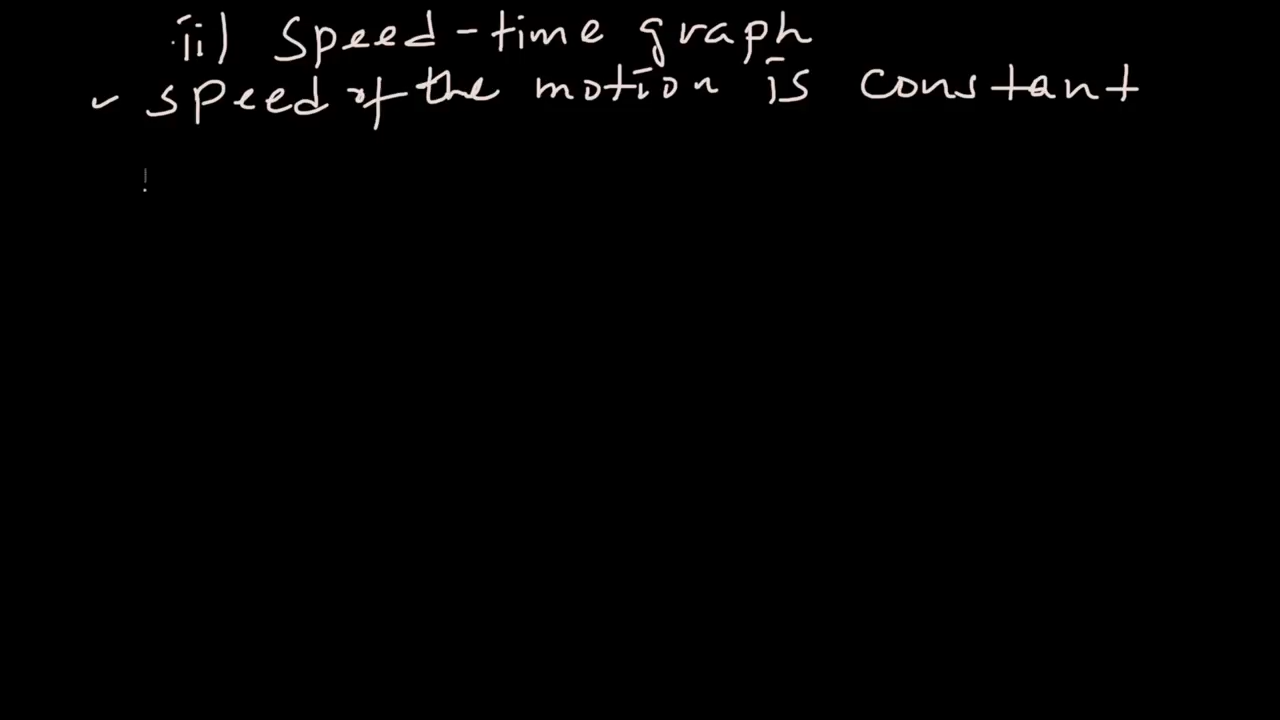 ii) Speed-time graph
✓ speed of the motion is constant